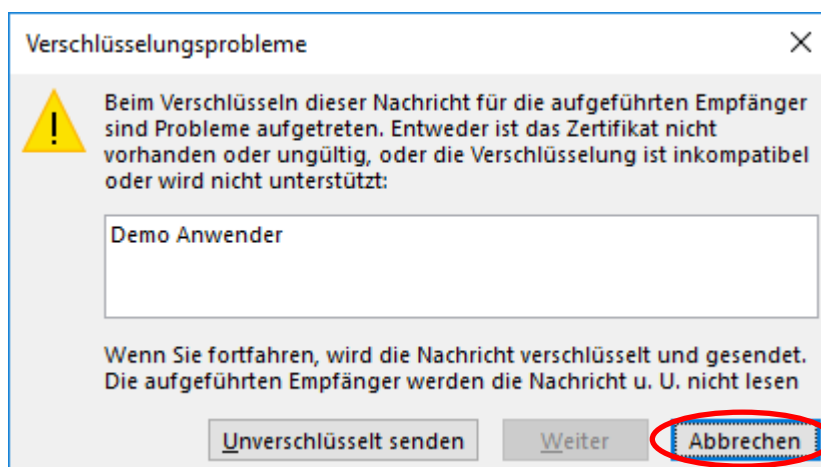 Verschlüsselungsprobleme
Beim Verschlüsseln dieser Nachricht für die aufgeführten Empfänger
sind Probleme aufgetreten. Entweder ist das Zertifikat nicht
vorhanden oder ungültig, oder die Verschlüsselung ist inkompatibel
oder wird nicht unterstützt:
Demo Anwender
Wenn Sie fortfahren, wird die Nachricht verschlüsselt und gesendet.
Die aufgeführten Empfänger werden die Nachricht u. U. nicht lesen
Unverschlüsselt senden Weiter Abbrechen